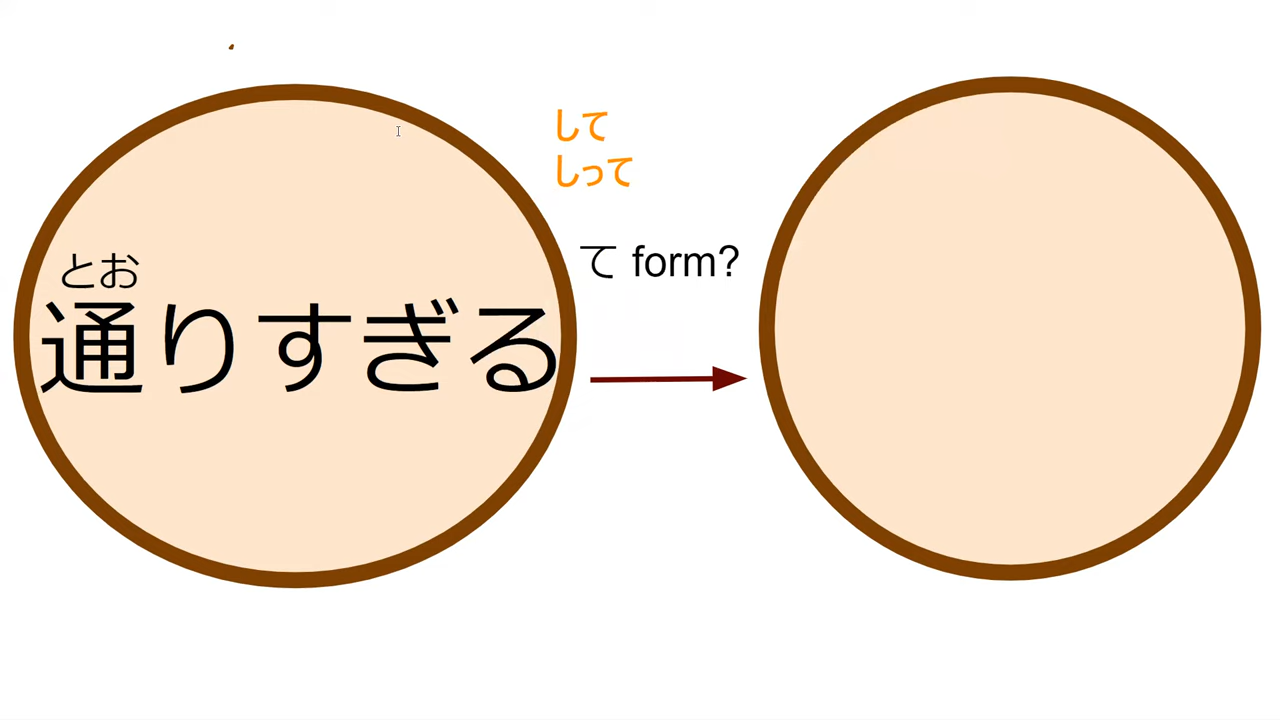 して
しって
て form?
とお
通りすぎる